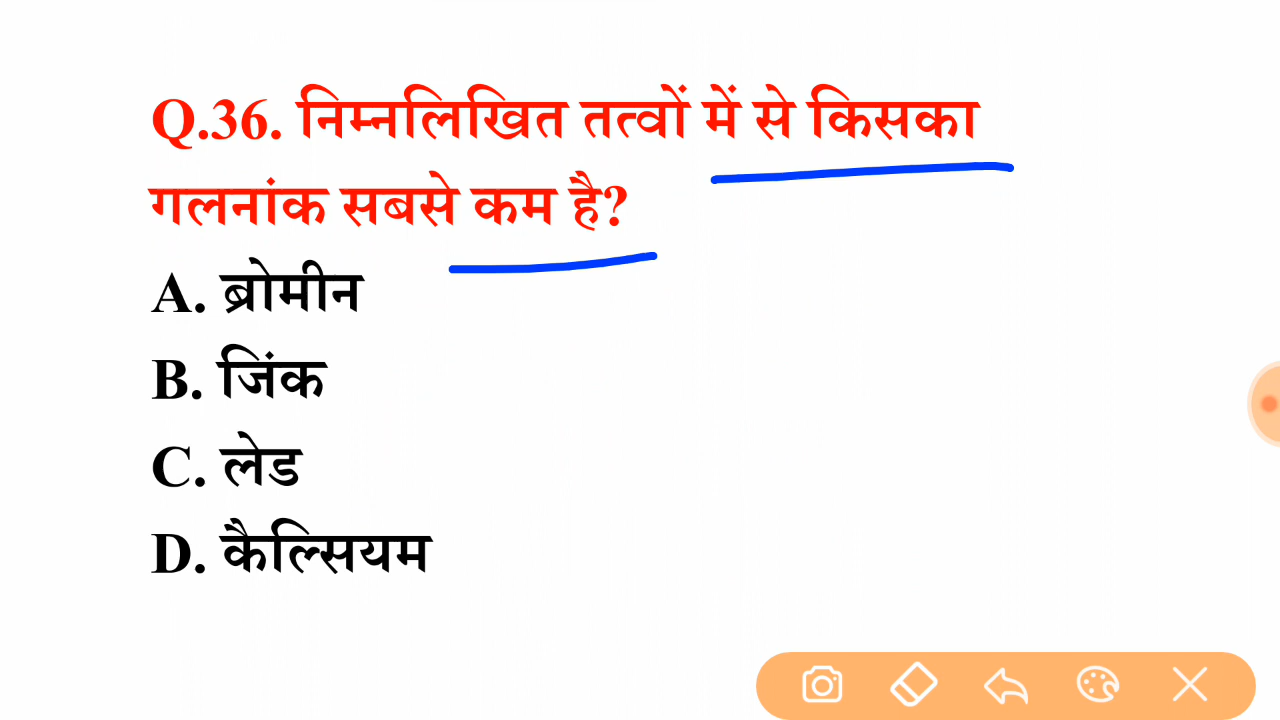 Q.36. निम्नलिखित तत्वों में से किसका
गलनांक सबसे कम है?
A. ब्रोमीन
B. जिंक
C. लेड
D. कैल्सियम